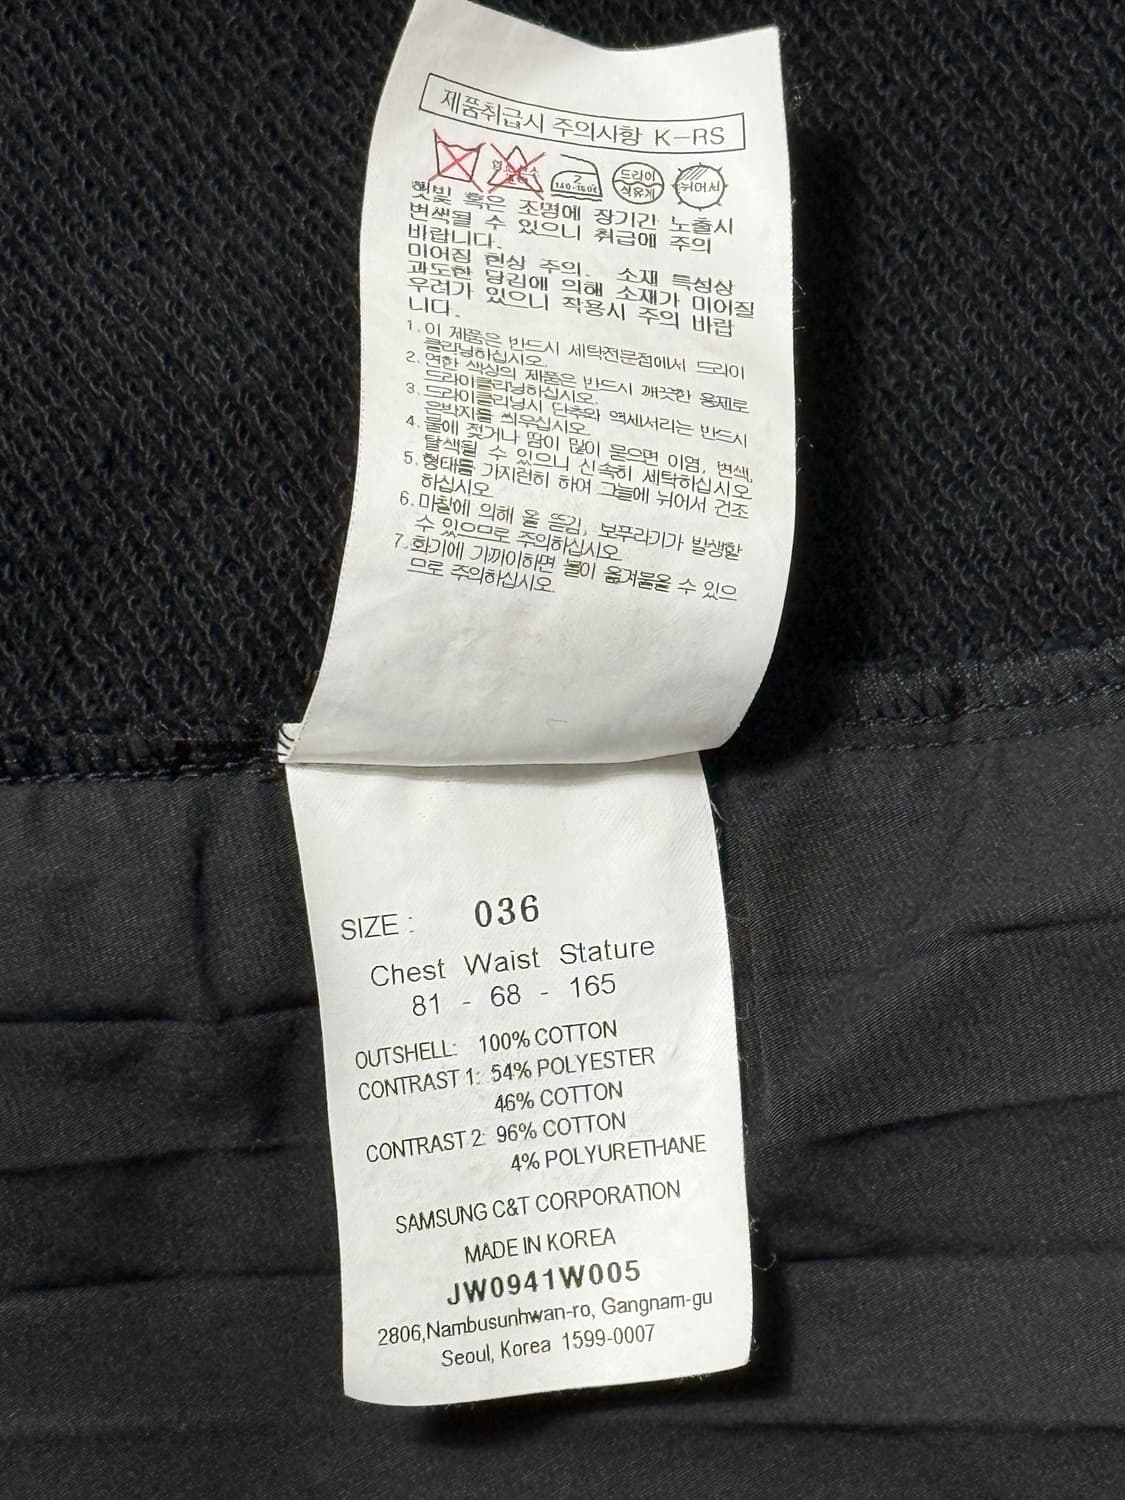 제품취급시 주의사항 K-RS
2
140-160℃
드라이
석유계
뉘어서
햇빛 혹은 조명에 장기간 노출시
변색될 수 있으니 취급에 주의
바랍니다.
미어짐 현상 주의. 소재 특성상
과도한 당김에 의해 소재가 미어질
우려가 있으니 착용시 주의 바랍
니다.
1. 이 제품은 반드시 세탁전문점에서 드라이
클리닝하십시오.
2. 연한 색상의 제품은 반드시 깨끗한 용제로
드라이클리닝하십시오.
3. 드라이클리닝시 단추와 악세서리는 반드시
은박지를 씌우십시오.
4. 물에 젖거나 땀이 많이 묻으면 이염, 변색,
탈색될 수 있으니 신속히 세탁하십시오
5. 형태를 가지런히 하여 그늘에 뉘어서 건조
하십시오
6. 마찰에 의해 올 뜯김, 보푸라기가 발생할
수 있으므로 주의하십시오.
7. 화기에 가까이하면 불이 옮겨붙을 수 있으
므로 주의하십시오.
SIZE : 036
Chest Waist Stature
81 - 68 - 165
OUTSHELL: 100% COTTON
CONTRAST 1: 54% POLYESTER
46% COTTON
CONTRAST 2: 96% COTTON
4% POLYURETHANE
SAMSUNG C&T CORPORATION
MADE IN KOREA
JW0941W005
2806,Nambusunhwan-ro, Gangnam-gu
Seoul, Korea 1599-0007